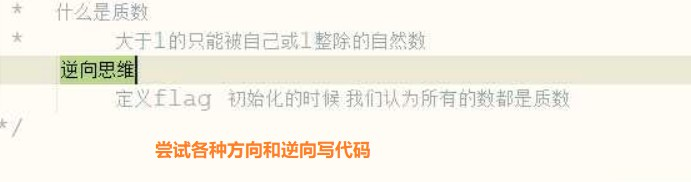 * 什么是质数
* 大于1的只能被自己或1整除的自然数
逆向思维
定义flag 初始化的时候 我们认为所有的数都是质数
*/
尝试各种方向和逆向写代码